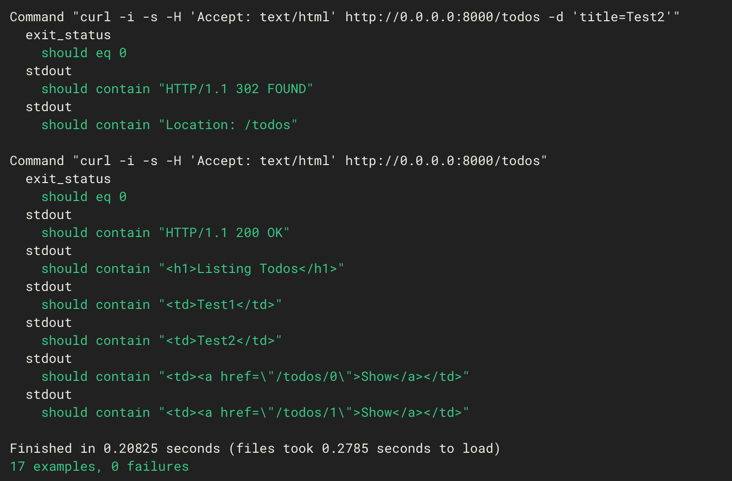 Command "curl -i -s -H 'Accept: text/html' http://0.0.0.0:8000/todos -d 'title=Test2'"
exit_status
should eq 0
stdout
should contain "HTTP/1.1 302 FOUND"
stdout
should contain "Location: /todos"
Command "curl -i -s -H 'Accept: text/html' http://0.0.0.0:8000/todos"
exit_status
should eq 0
stdout
should contain "HTTP/1.1 200 OK"
stdout
should contain "<h1>Listing Todos</h1>"
stdout
should contain "<td>Test1</td>"
stdout
should contain "<td>Test2</td>"
stdout
should contain "<td><a href=\"/todos/0\">Show</a></td>"
stdout
should contain "<td><a href=\"/todos/1\">Show</a></td>"
Finished in 0.20825 seconds (files took 0.2785 seconds to load)
17 examples, 0 failures